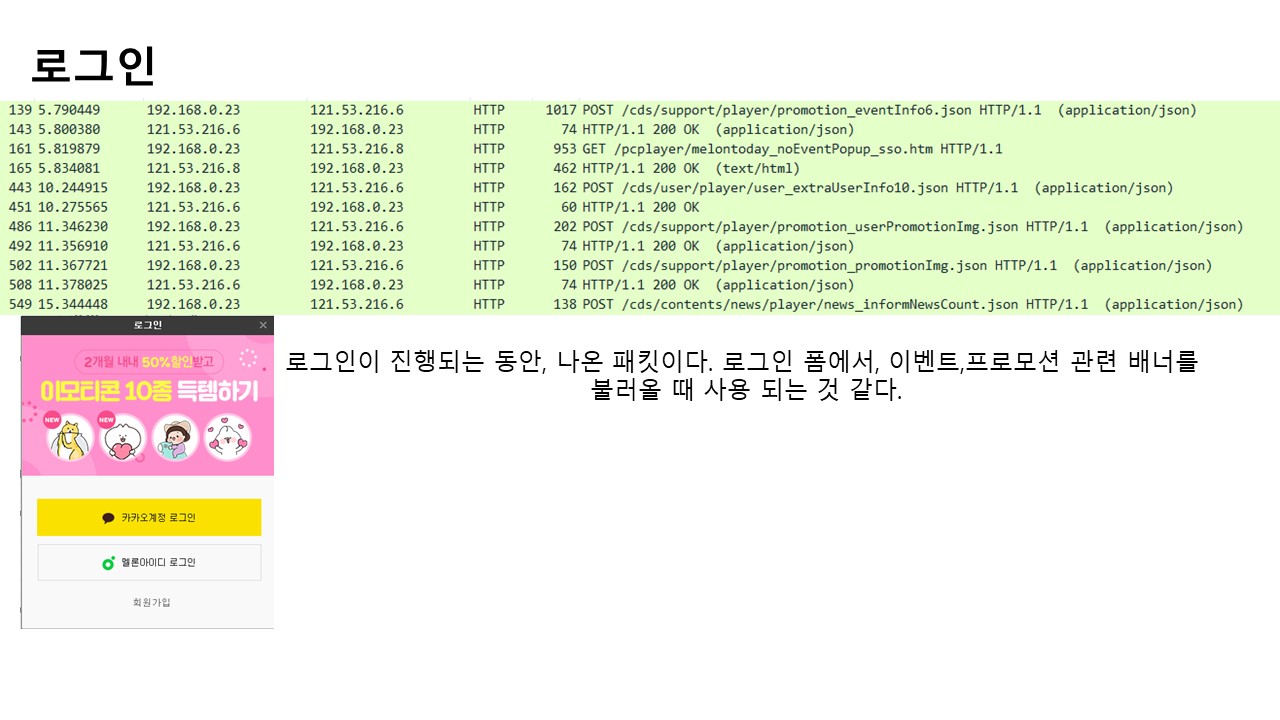 로그인
139 5.790449 192.168.0.23 121.53.216.6 HTTP 1017 POST /cds/support/player/promotion_eventInfo6.json HTTP/1.1 (application/json)
143 5.800380 121.53.216.6 192.168.0.23 HTTP 74 HTTP/1.1 200 OK (application/json)
161 5.819879 192.168.0.23 121.53.216.8 HTTP 953 GET /pcplayer/melontoday_noEventPopup_sso.htm HTTP/1.1
165 5.834081 121.53.216.8 192.168.0.23 HTTP 462 HTTP/1.1 200 OK (text/html)
443 10.244915 192.168.0.23 121.53.216.6 HTTP 162 POST /cds/user/player/user_extraUserInfo10.json HTTP/1.1 (application/json)
451 10.275565 121.53.216.6 192.168.0.23 HTTP 60 HTTP/1.1 200 OK
486 11.346230 192.168.0.23 121.53.216.6 HTTP 202 POST /cds/support/player/promotion_userPromotionImg.json HTTP/1.1 (application/json)
492 11.356910 121.53.216.6 192.168.0.23 HTTP 74 HTTP/1.1 200 OK (application/json)
502 11.367721 192.168.0.23 121.53.216.6 HTTP 150 POST /cds/support/player/promotion_promotionImg.json HTTP/1.1 (application/json)
508 11.378025 121.53.216.6 192.168.0.23 HTTP 74 HTTP/1.1 200 OK (application/json)
549 15.344448 192.168.0.23 121.53.216.6 HTTP 138 POST /cds/contents/news/player/news_informNewsCount.json HTTP/1.1 (application/json)
로그인
2개월 내내 50%할인받고
이모티콘 10종 득템하기
NEW NEW
카카오계정 로그인
멜론아이디 로그인
회원가입
로그인이 진행되는 동안, 나온 패킷이다. 로그인 폼에서, 이벤트,프로모션 관련 배너를
불러올 때 사용 되는 것 같다.